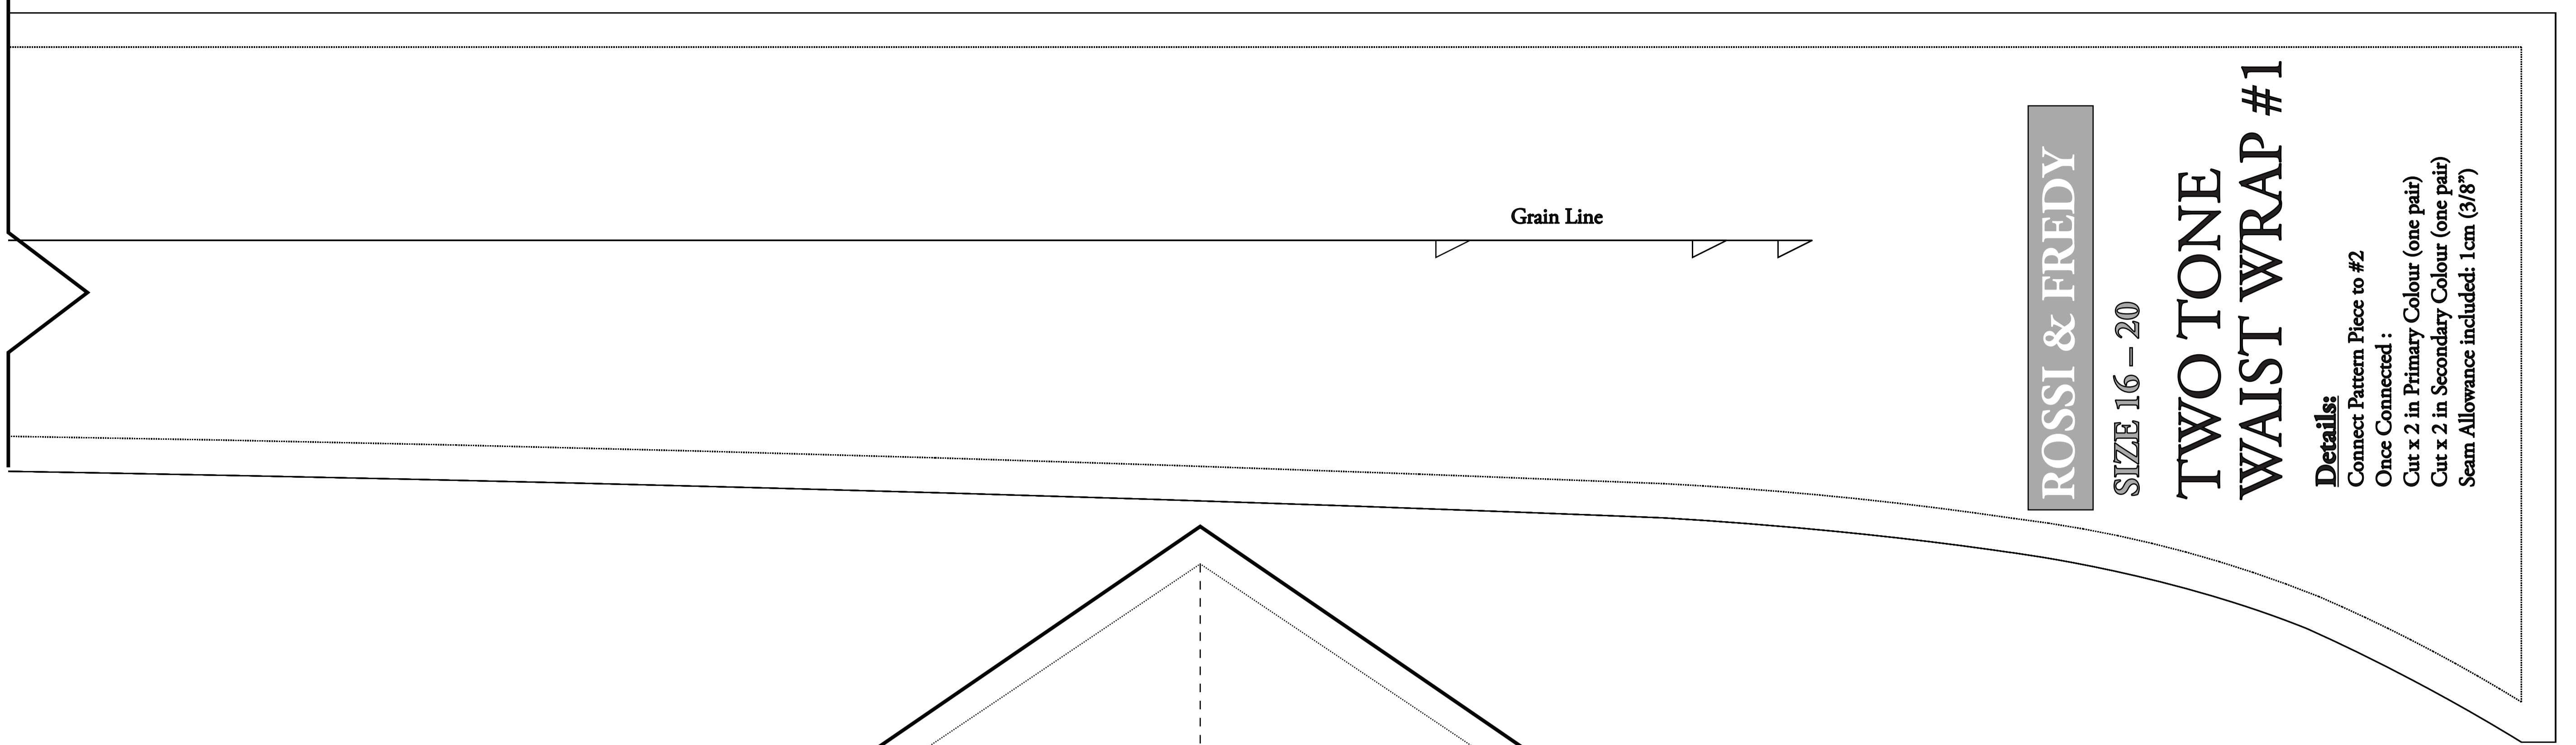 Grain Line
ROSSI & FREDY
SIZE 16 – 20
TWO TONE
WAIST WRAP #1
Details:
Connect Pattern Piece to #2
Once Connected :
Cut x 2 in Primary Colour (one pair)
Cut x 2 in Secondary Colour (one pair)
Seam Allowance included: 1cm (3/8”)